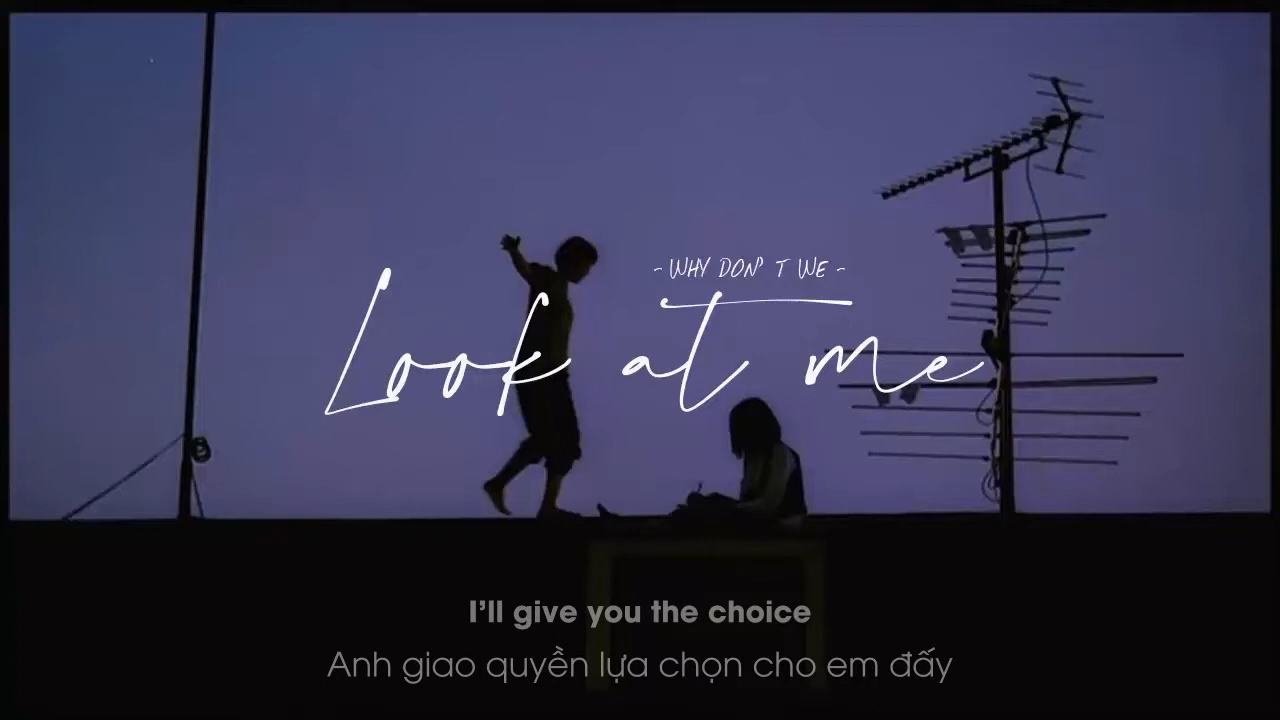 - WHY DON' T WE -
Look at me
I'll give you the choice
Anh giao quyền lựa chọn cho em đấy